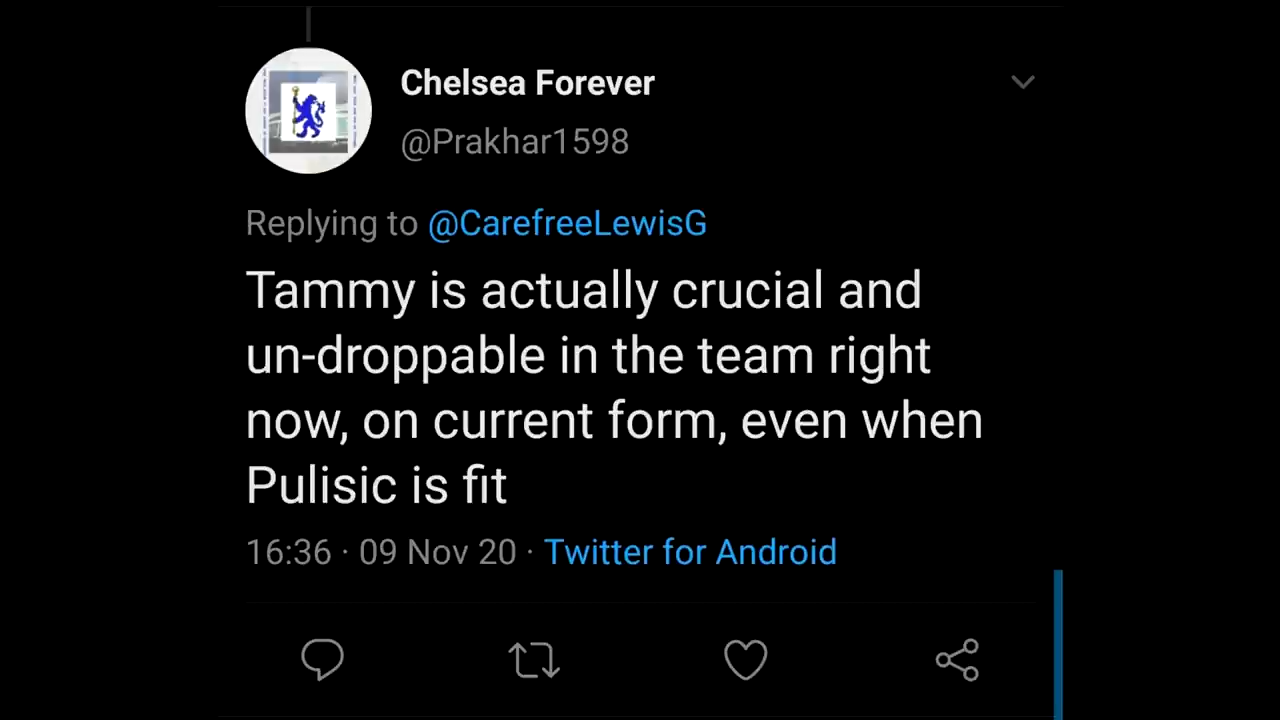 Chelsea Forever
@Prakhar1598
Replying to @CarefreeLewisG
Tammy is actually crucial and
un-droppable in the team right
now, on current form, even when
Pulisic is fit
16:36 · 09 Nov 20 · Twitter for Android